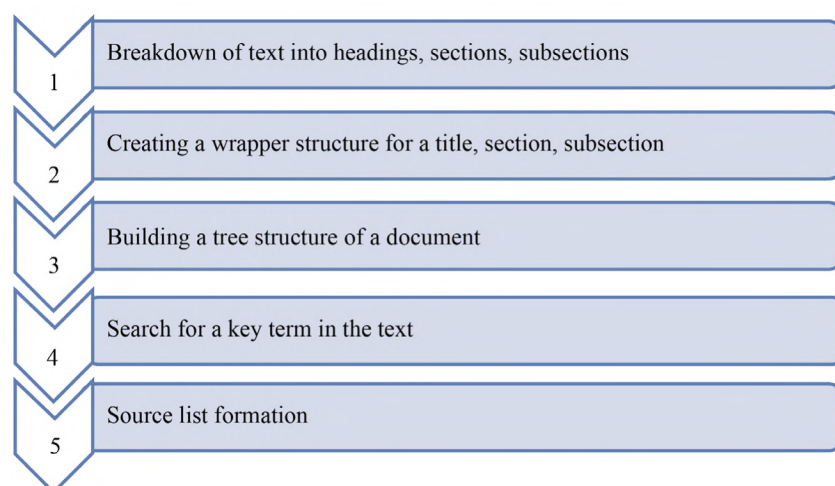 1 Breakdown of text into headings, sections, subsections
2 Creating a wrapper structure for a title, section, subsection
3 Building a tree structure of a document
4 Search for a key term in the text
5 Source list formation